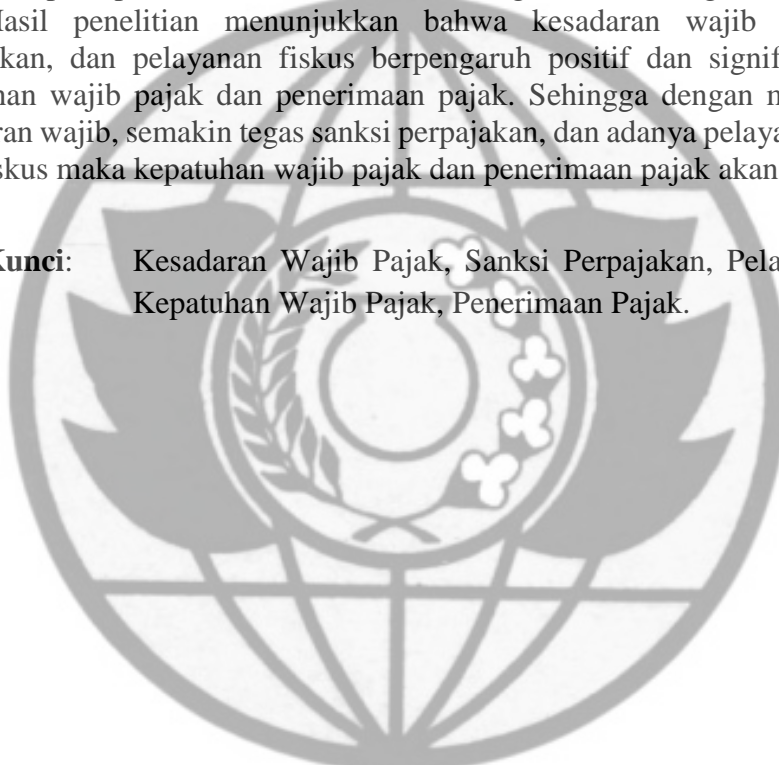 Hasil penelitian menunjukkan bahwa kesadaran wajib
kan, dan pelayanan fiskus berpengaruh positif dan signif
nan wajib pajak dan penerimaan pajak. Sehingga dengan m
ran wajib, semakin tegas sanksi perpajakan, dan adanya pelaya
iskus maka kepatuhan wajib pajak dan penerimaan pajak akan
Kunci: Kesadaran Wajib Pajak, Sanksi Perpajakan, Pela
Kepatuhan Wajib Pajak, Penerimaan Pajak.